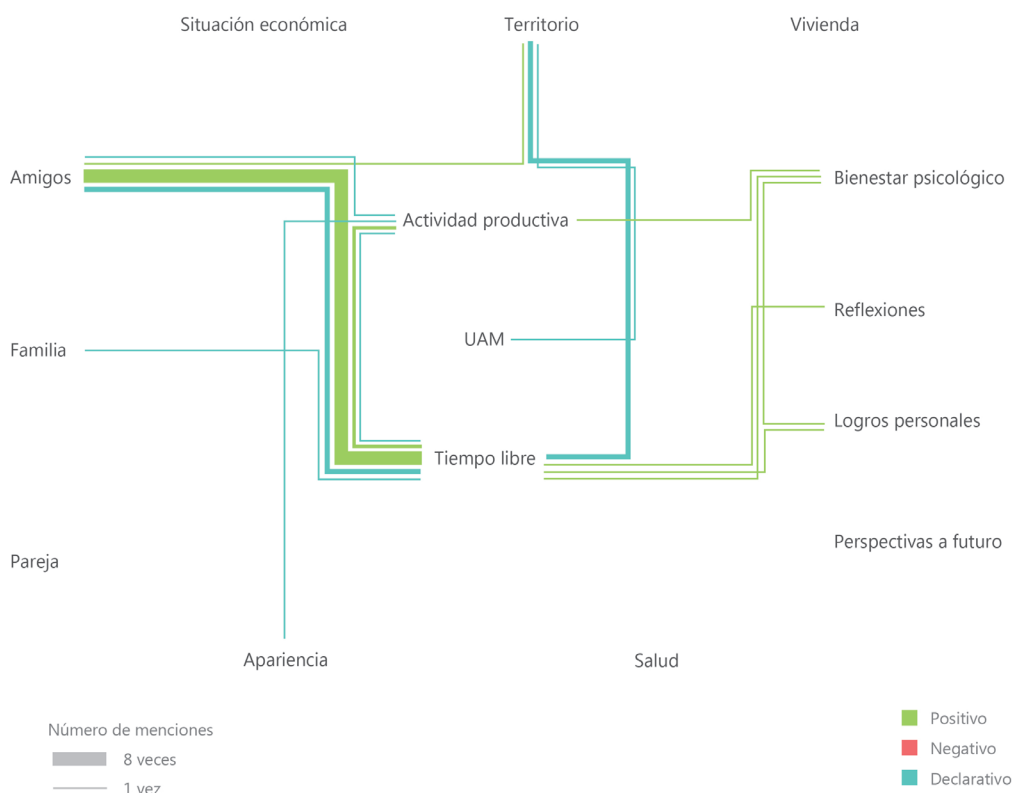 Situación económica
Territorio
Vivienda
Amigos
Bienestar psicológico
Actividad productiva
Reflexiones
UAM
Familia
Logros personales
Tiempo libre
Perspectivas a futuro
Pareja
Apariencia
Salud
Número de menciones
8 veces
1 vez
Positivo
Negativo
Declarativo